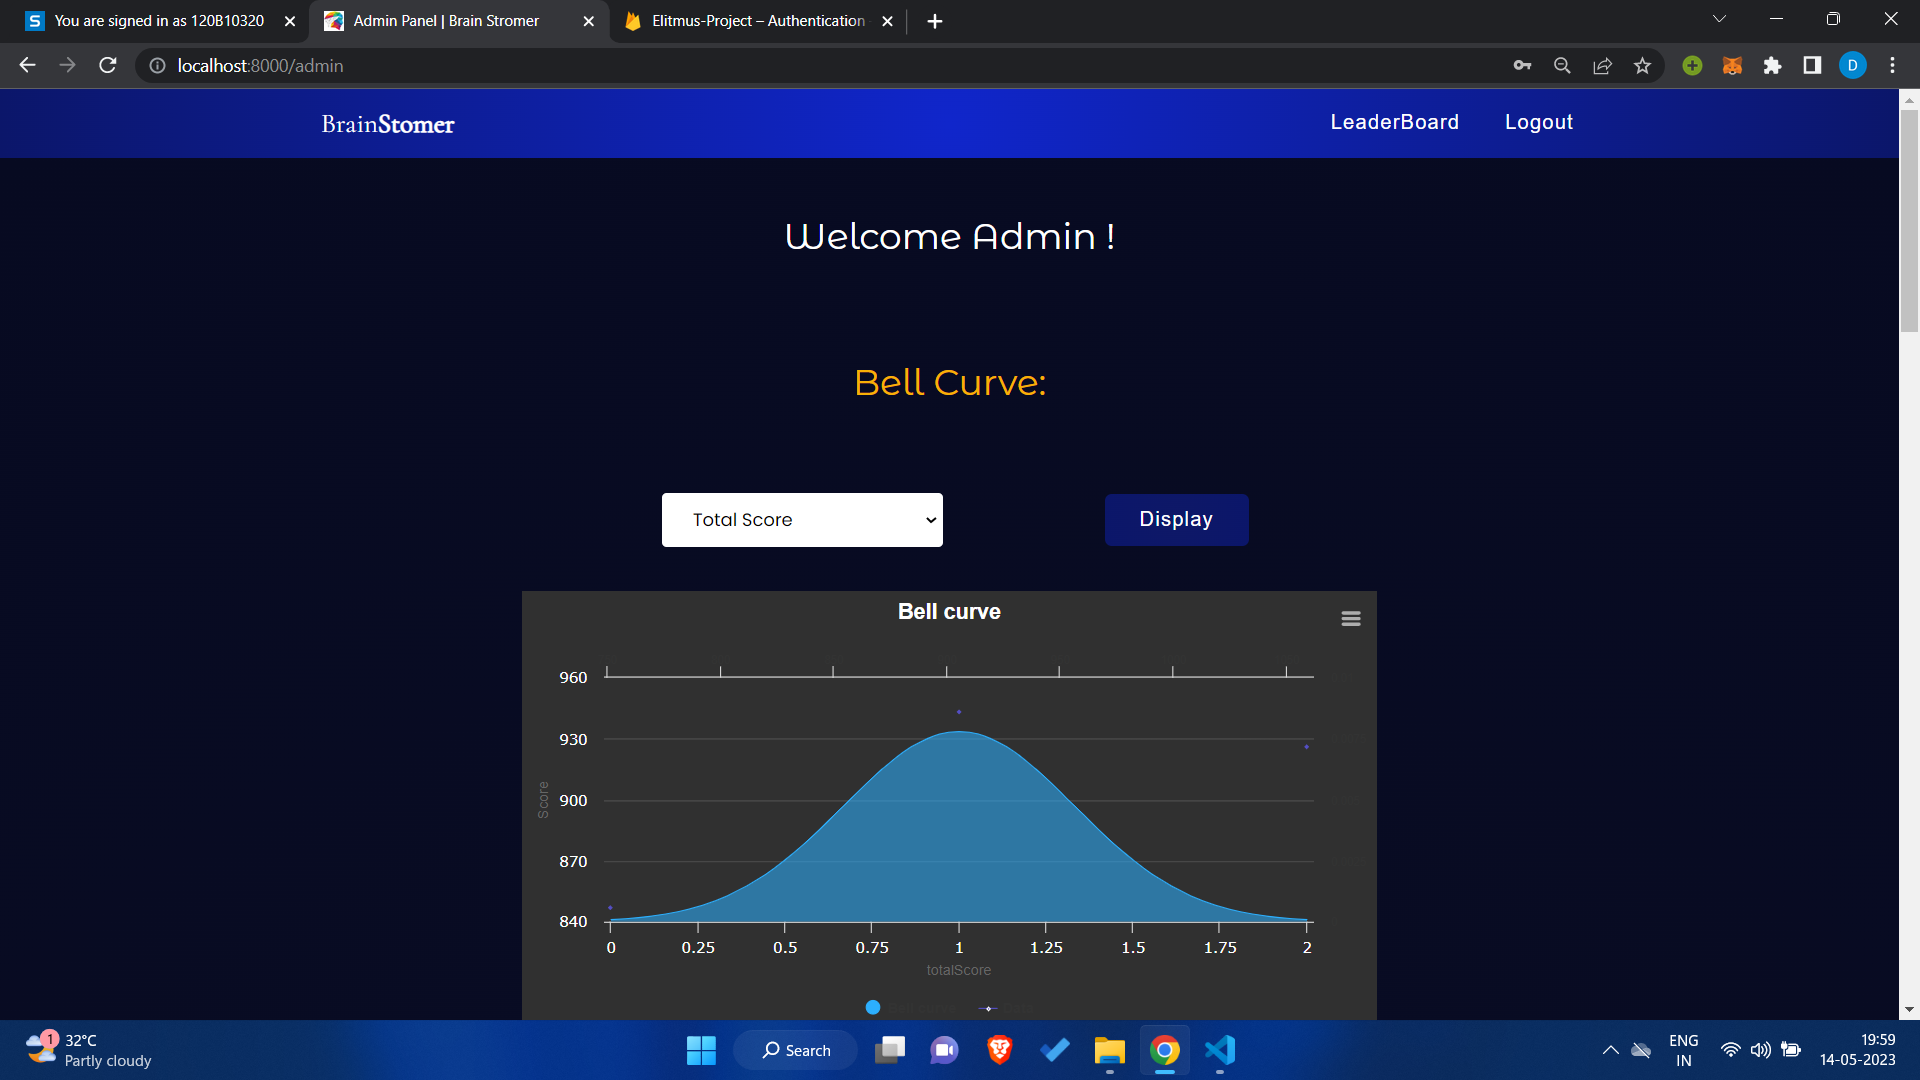 You are signed in as 120B10320
Admin Panel | Brain Stromer
Elitmus-Project – Authentication
localhost:8000/admin
D
BrainStomer
LeaderBoard
Logout
Welcome Admin !
Bell Curve:
Total Score
Display
Bell curve
960
930
900
870
840
Score
0 0.25 0.5 0.75 1 1.25 1.5 1.75 2
totalScore
1
32°C
Partly cloudy
Search
ENG
IN
19:59
14-05-2023